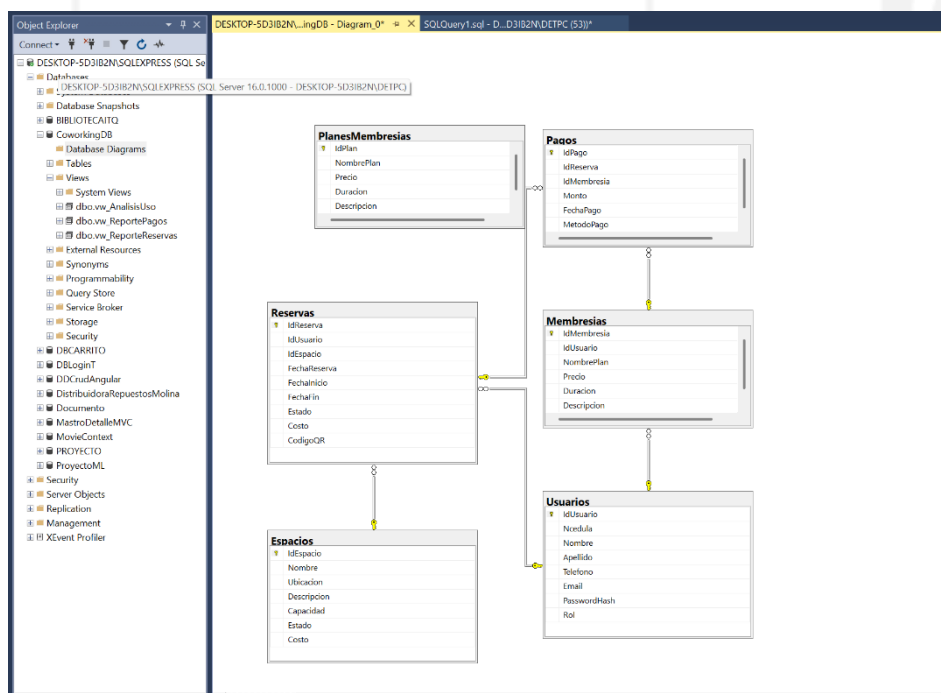 Object Explorer
DESKTOP-5D3IB2N\...ingDB - Diagram_0*
SQLQuery1.sql - D...D3IB2N\DETPC (53))*
Connect
DESKTOP-5D3IB2N\SQLEXPRESS (SQL Se
Databases
DESKTOP-5D3IB2N\SQLEXPRESS (SQL Server 16.0.1000 - DESKTOP-5D3IB2N\DETPC)
Database Snapshots
BIBLIOTECAITQ
CoworkingDB
Database Diagrams
Tables
Views
System Views
dbo.vw_AnalisisUso
dbo.vw_ReportePagos
dbo.vw_ReporteReservas
External Resources
Synonyms
Programmability
Query Store
Service Broker
Storage
Security
DBCARRITO
DBLoginT
DDCrudAngular
DistribuidoraRepuestosMolina
Documento
MastroDetalleMVC
MovieContext
PROYECTO
ProyectoML
Security
Server Objects
Replication
Management
XEvent Profiler
PlanesMembresias
IdPlan
NombrePlan
Precio
Duracion
Descripcion
Pagos
IdPago
IdReserva
IdMembresia
Monto
FechaPago
MetodoPago
Reservas
IdReserva
IdUsuario
IdEspacio
FechaReserva
FechaInicio
FechaFin
Estado
Costo
CodigoQR
Membresias
IdMembresia
IdUsuario
NombrePlan
Precio
Duracion
Descripcion
Espacios
IdEspacio
Nombre
Ubicacion
Descripcion
Capacidad
Estado
Costo
Usuarios
IdUsuario
Ncedula
Nombre
Apellido
Telefono
Email
PasswordHash
Rol